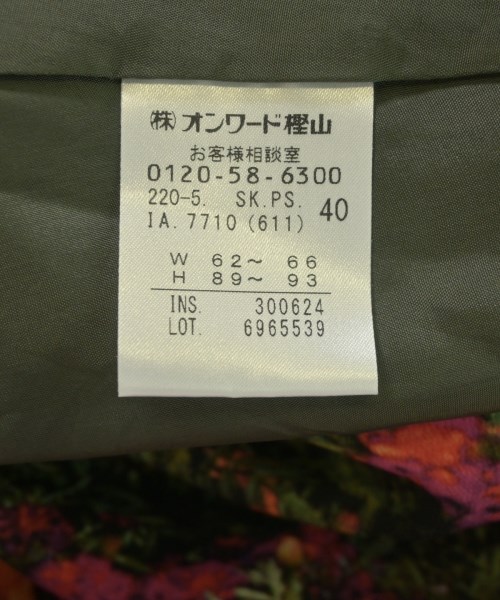 (株)オンワード樫山
お客様相談室
0120-58-6300
220-5. SK.PS. 40
IA.7710(611)
W 62〜 66
H 89〜 93
INS. 300624
LOT. 6965539